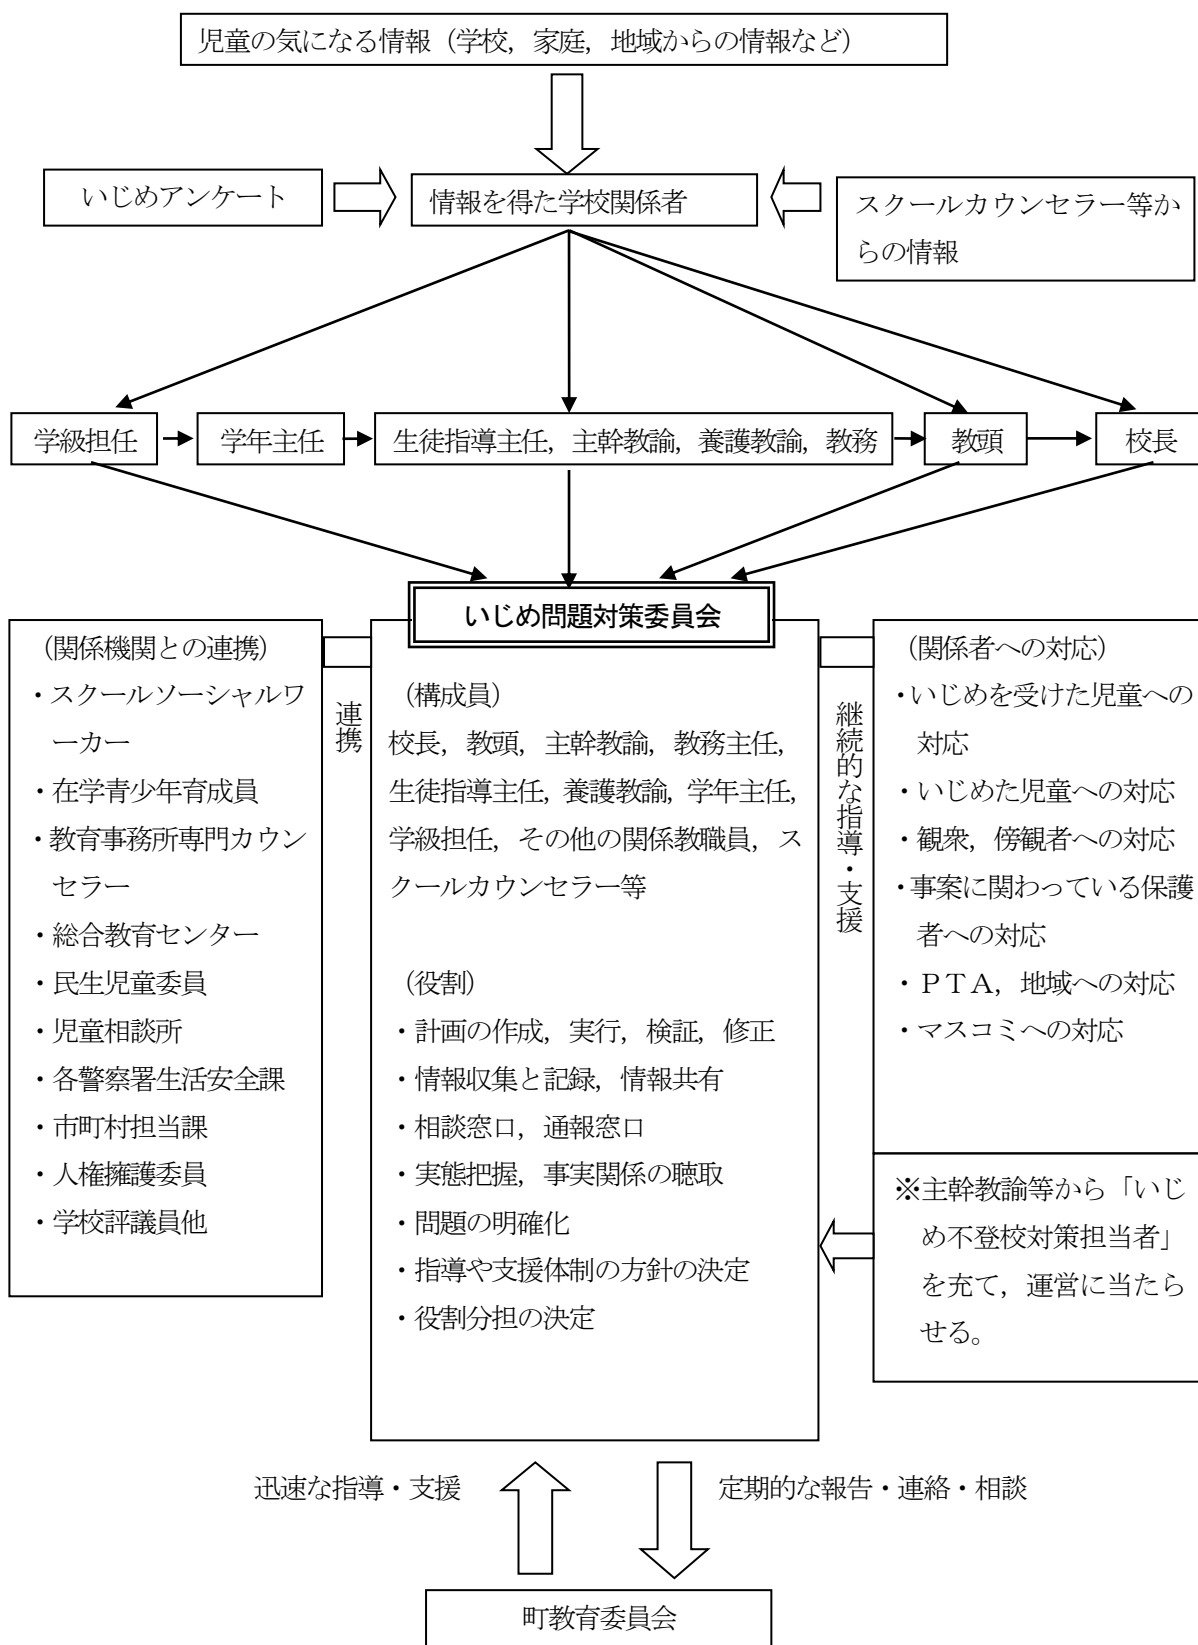 児童の気になる情報（学校，家庭，地域からの情報など）
いじめアンケート
情報を得た学校関係者
スクールカウンセラー等か
らの情報
学級担任
学年主任
生徒指導主任，主幹教諭，養護教諭，教務
教頭
校長
いじめ問題対策委員会
（関係機関との連携）
・スクールソーシャルワ
ーカー
・在学青少年育成員
・教育事務所専門カウン
セラー
・総合教育センター
・民生児童委員
・児童相談所
・各警察署生活安全課
・市町村担当課
・人権擁護委員
・学校評議員他
連携
（構成員）
校長，教頭，主幹教諭，教務主任，
生徒指導主任，養護教諭，学年主任，
学級担任，その他の関係教職員，ス
クールカウンセラー等
（役割）
・計画の作成，実行，検証，修正
・情報収集と記録，情報共有
・相談窓口，通報窓口
・実態把握，事実関係の聴取
・問題の明確化
・指導や支援体制の方針の決定
・役割分担の決定
継続的な指導・支援
（関係者への対応）
・いじめを受けた児童への
対応
・いじめた児童への対応
・観衆，傍観者への対応
・事案に関わっている保護
者への対応
・ＰＴＡ，地域への対応
・マスコミへの対応
※主幹教諭等から「いじ
め不登校対策担当者」
を充て，運営に当たら
せる。
迅速な指導・支援
定期的な報告・連絡・相談
町教育委員会